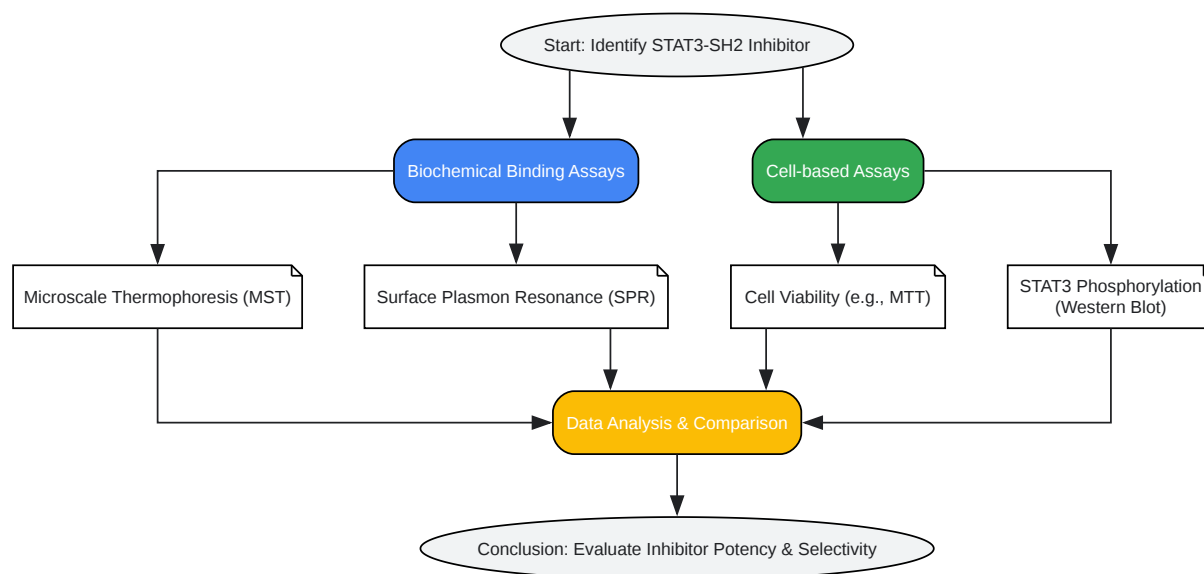 Start: Identify STAT3-SH2 Inhibitor
Biochemical Binding Assays
Cell-based Assays
Microscale Thermophoresis (MST)
Surface Plasmon Resonance (SPR)
Cell Viability (e.g., MTT)
STAT3 Phosphorylation
(Western Blot)
Data Analysis & Comparison
Conclusion: Evaluate Inhibitor Potency & Selectivity